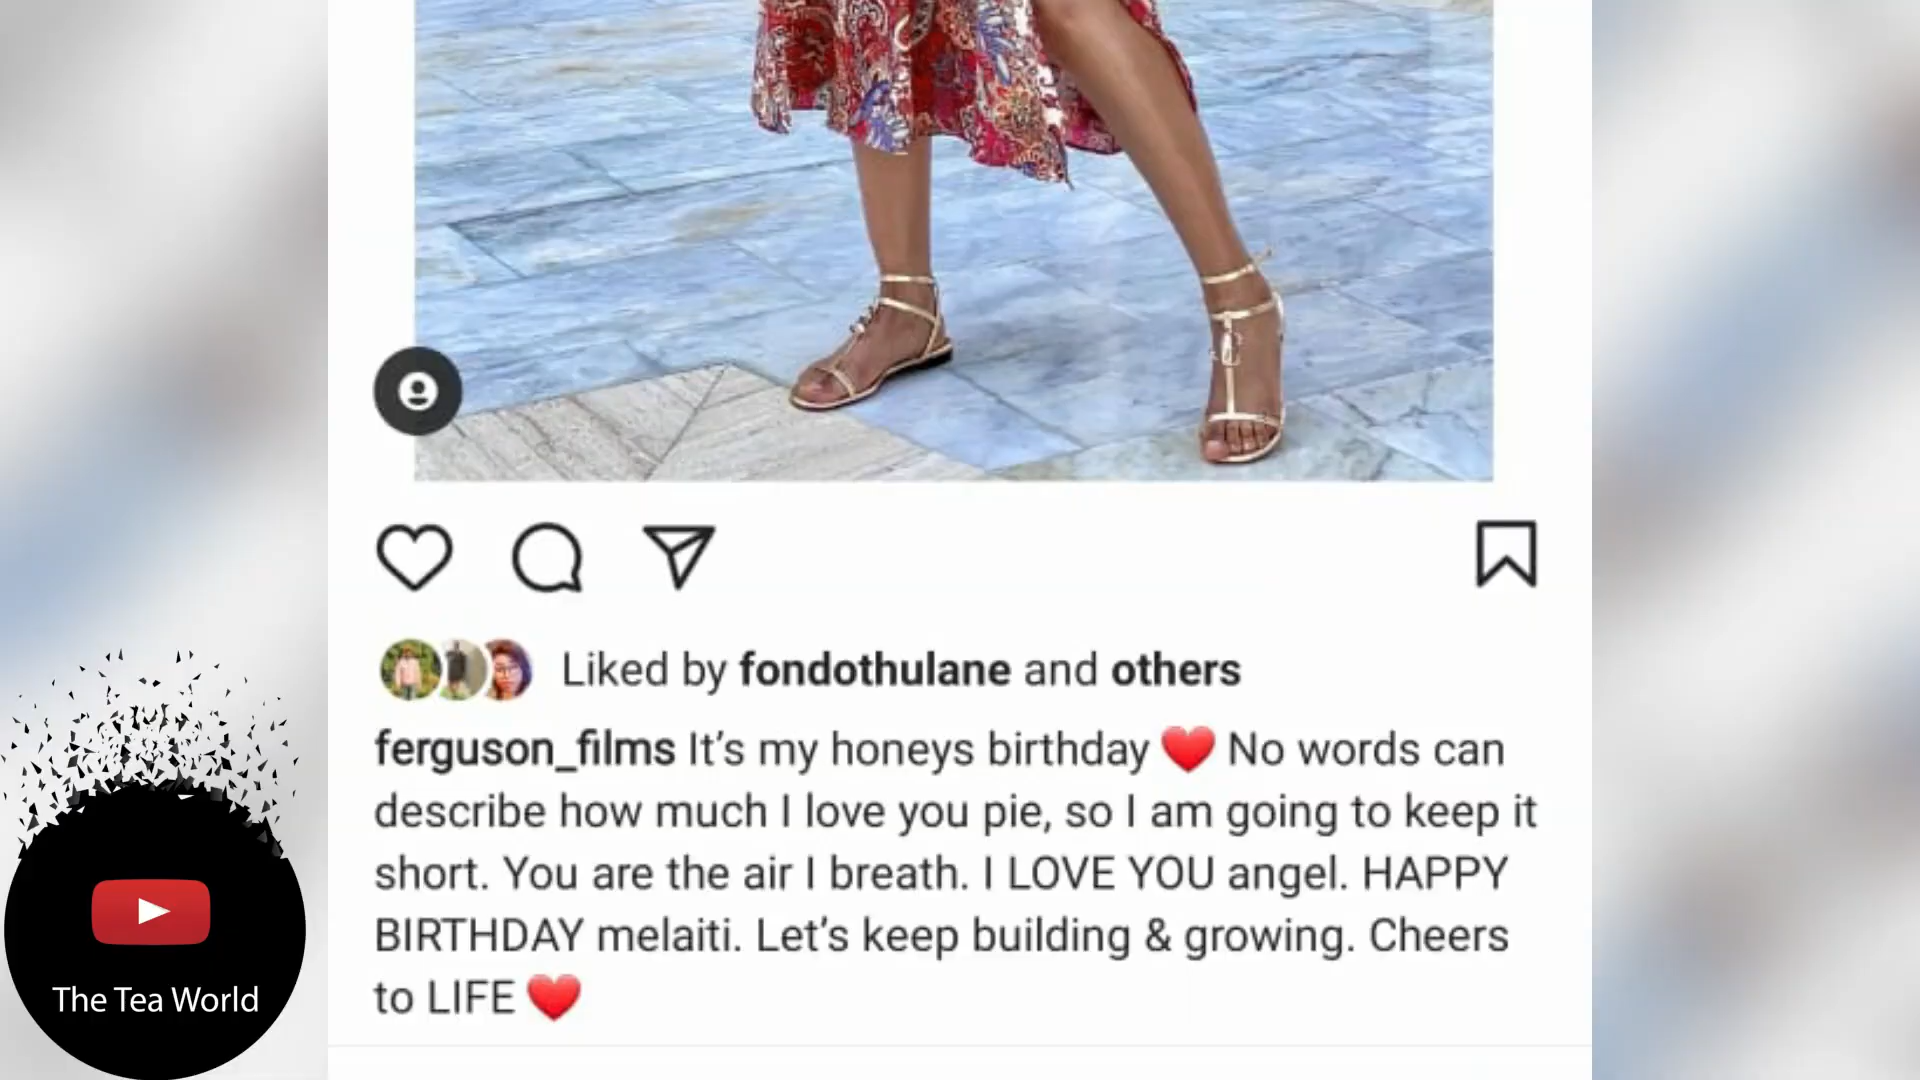 Liked by fondothulane and others
ferguson_films It's my honeys birthday ❤️ No words can
describe how much I love you pie, so I am going to keep it
short. You are the air I breath. I LOVE YOU angel. HAPPY
BIRTHDAY melaiti. Let's keep building & growing. Cheers
to LIFE ❤️
The Tea World